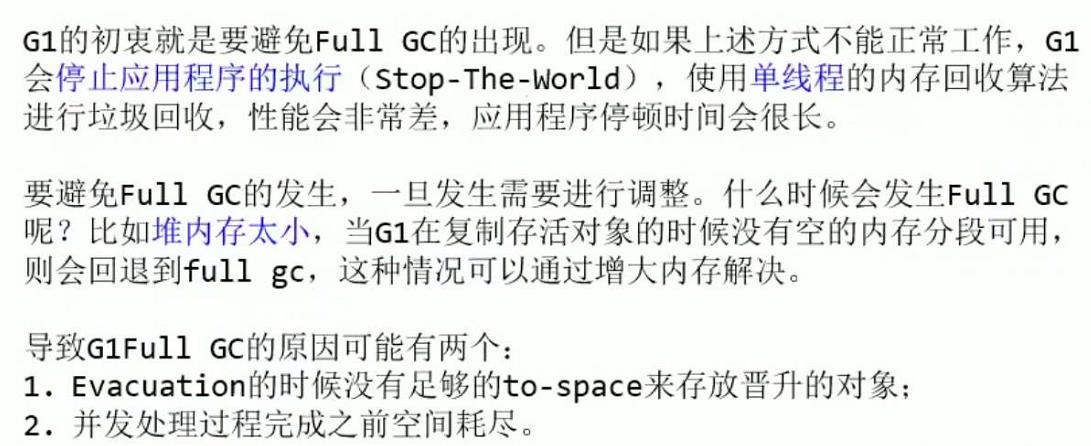 G1的初衷就是要避免Full GC的出现。但是如果上述方式不能正常工作，G1
会停止应用程序的执行（Stop-The-World），使用单线程的内存回收算法
进行垃圾回收，性能会非常差，应用程序停顿时间会很长。
要避免Full GC的发生，一旦发生需要进行调整。什么时候会发生Full GC
呢？比如堆内存太小，当G1在复制存活对象的时候没有空的内存分段可用，
则会回退到full gc，这种情况可以通过增大内存解决。
导致G1Full GC的原因可能有两个：
1. Evacuation的时候没有足够的to-space来存放晋升的对象；
2. 并发处理过程完成之前空间耗尽。